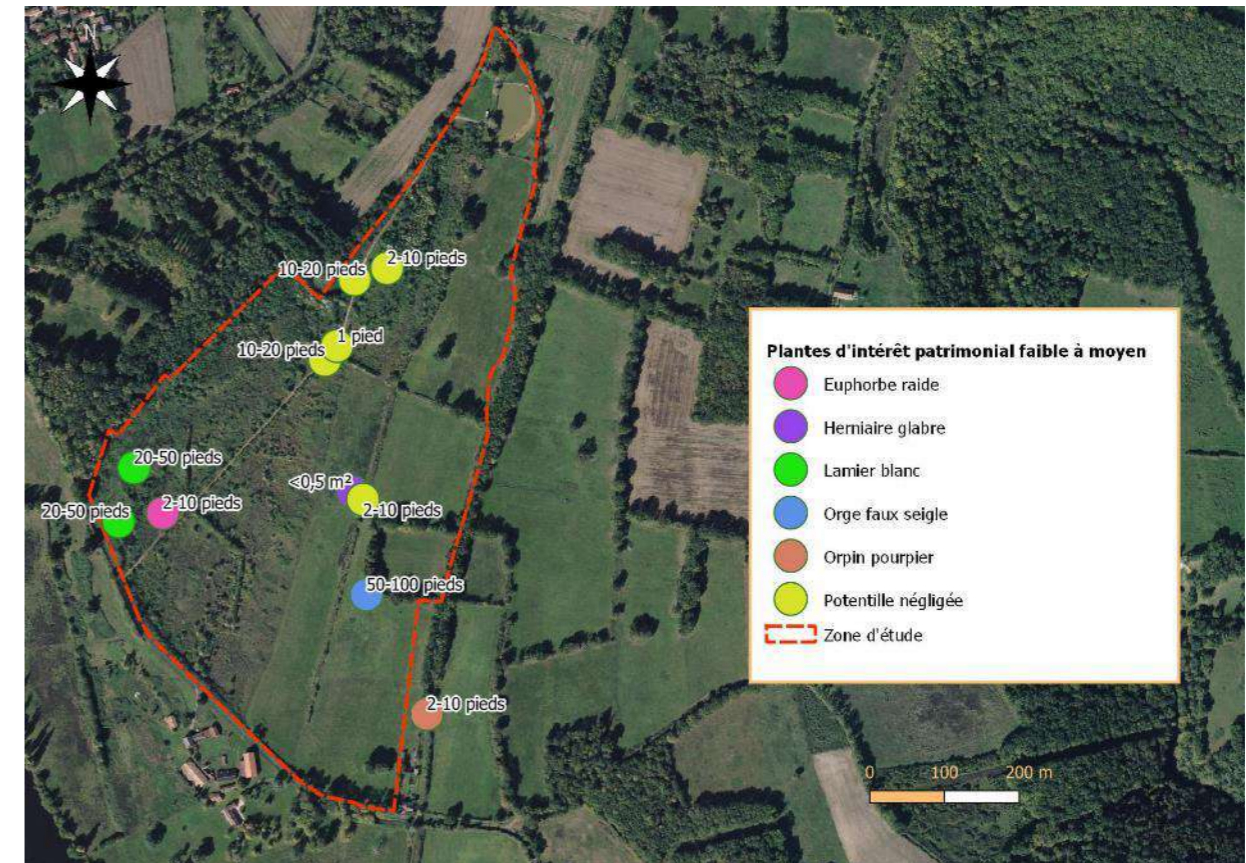 N
2-10 pieds
10-20 pieds
1 pied
10-20 pieds
20-50 pieds
<0,5 m²
2-10 pieds
20-50 pieds
2-10 pieds
50-100 pieds
2-10 pieds
Plantes d'intérêt patrimonial faible à moyen
Euphorbe raide
Herniaire glabre
Lamier blanc
Orge faux seigle
Orpin pourpier
Potentille négligée
Zone d'étude
0 100 200 m